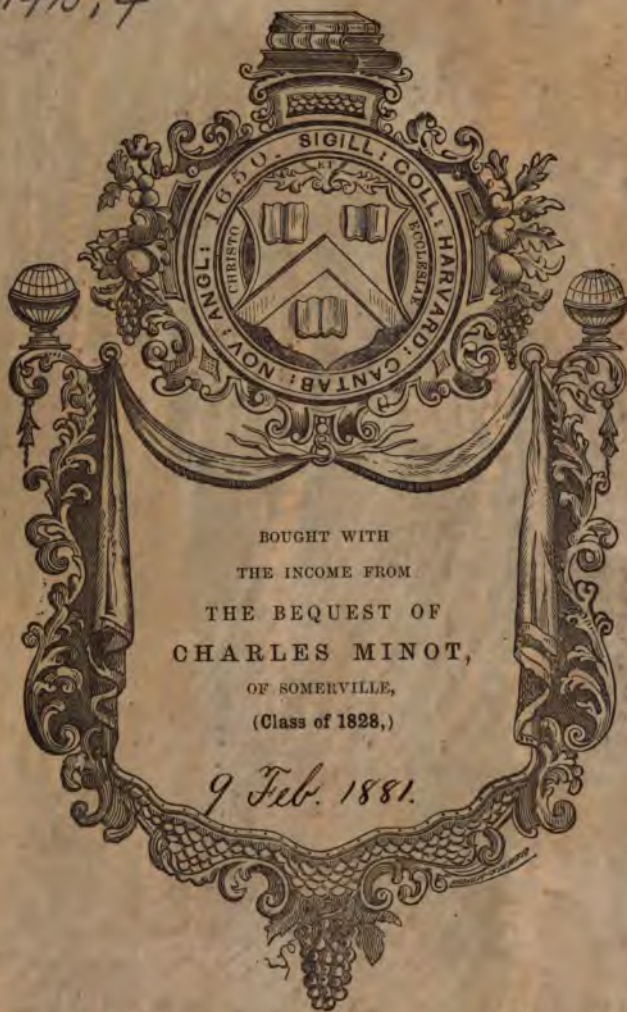 SIGILL: COLL: HARVARD: CANTAB: NOV: ANGL: 1650.
ET
CHRISTO
ECCLESIAE
BOUGHT WITH
THE INCOME FROM
THE BEQUEST OF
CHARLES MINOT,
OF SOMERVILLE,
(Class of 1828,)
9 Feb. 1881.